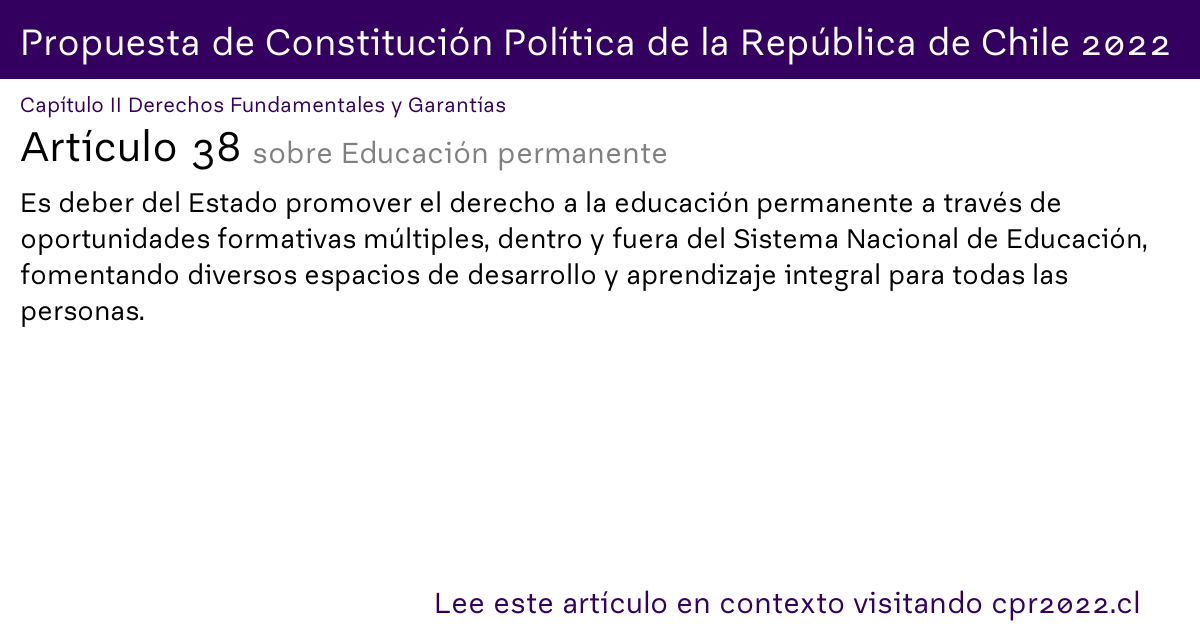 Propuesta de Constitución Política de la República de Chile 2022
Capítulo II Derechos Fundamentales y Garantías
Artículo 38 sobre Educación permanente
Es deber del Estado promover el derecho a la educación permanente a través de
oportunidades formativas múltiples, dentro y fuera del Sistema Nacional de Educación,
fomentando diversos espacios de desarrollo y aprendizaje integral para todas las
personas.
Lee este artículo en contexto visitando cpr2022.cl